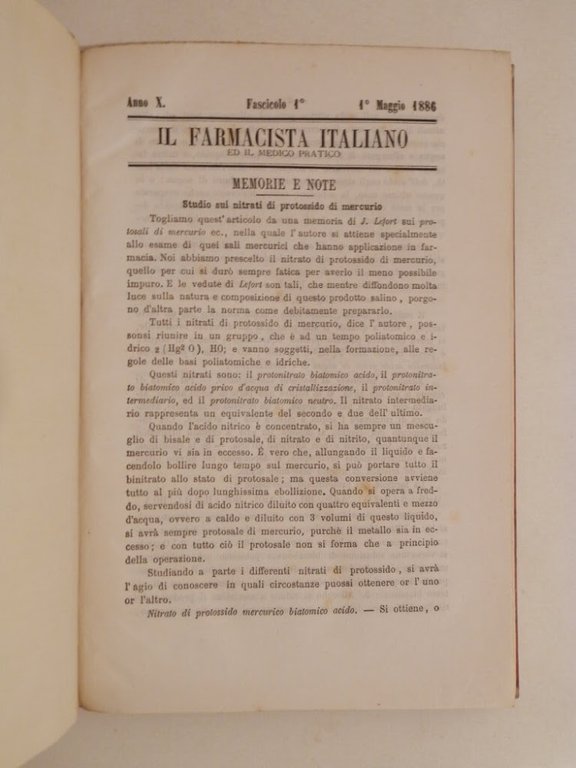 Anno X. Fascicolo 1° 1° Maggio 1886
IL FARMACISTA ITALIANO
ED IL MEDICO PRATICO
MEMORIE E NOTE
Studio sui nitrati di protossido di mercurio
Togliamo quest' articolo da una memoria di J. Lefort sui pro-
tosali di mercurio ec., nella quale l' autore si attiene specialmente
allo esame di quei sali mercurici che hanno applicazione in far-
macia. Noi abbiamo prescelto il nitrato di protossido di mercurio,
quello per cui si durò sempre fatica per averlo il meno possibile
impuro. E le vedute di Lefort son tali, che mentre diffondono molta
luce sulla natura e composizione di questo prodotto salino, porgo-
no d'altra parte la norma come debitamente prepararlo.
Tutti i nitrati di protossido di mercurio, dice l' autore, pos-
sonsi riunire in un gruppo, che è ad un tempo poliatomico e i-
drico 2 (Hg² O), HO; e vanno soggetti, nella formazione, alle re-
gole delle basi poliatomiche e idriche.
Questi nitrati sono: il protonitrato biatomico acido, il protonitra-
to biatomico acido privo d'acqua di cristallizzazione, il protonitrato in-
termediario, ed il protonitrato biatomico neutro. Il nitrato intermedia-
rio rappresenta un equivalente del secondo e due dell' ultimo.
Quando l'acido nitrico è concentrato, si ha sempre un mescu-
glio di bisale e di protosale, di nitrato e di nitrito, quantunque il
mercurio vi sia in eccesso. É vero che, allungando il liquido e fa-
cendolo bollire lungo tempo sul mercurio, si può portare tutto il
binitrato allo stato di protosale; ma questa conversione avviene
tutto al più dopo lunghissima ebollizione. Quando si opera a fred-
do, servendosi di acido nitrico diluito con quattro equivalenti e mezzo
d'acqua, ovvero a caldo e diluito con 3 volumi di questo liquido,
si avrà sempre protosale di mercurio, purchè il metallo sia in ec-
cesso; e con tutto ciò il protosale non si forma che a principio
della operazione.
Studiando a parte i differenti nitrati di protossido, si avrà
l'agio di conoscere in quali circostanze puossi ottenere or l' uno
or l'altro.
Nitrato di protossido mercurico biatomico acido. — Si ottiene, o